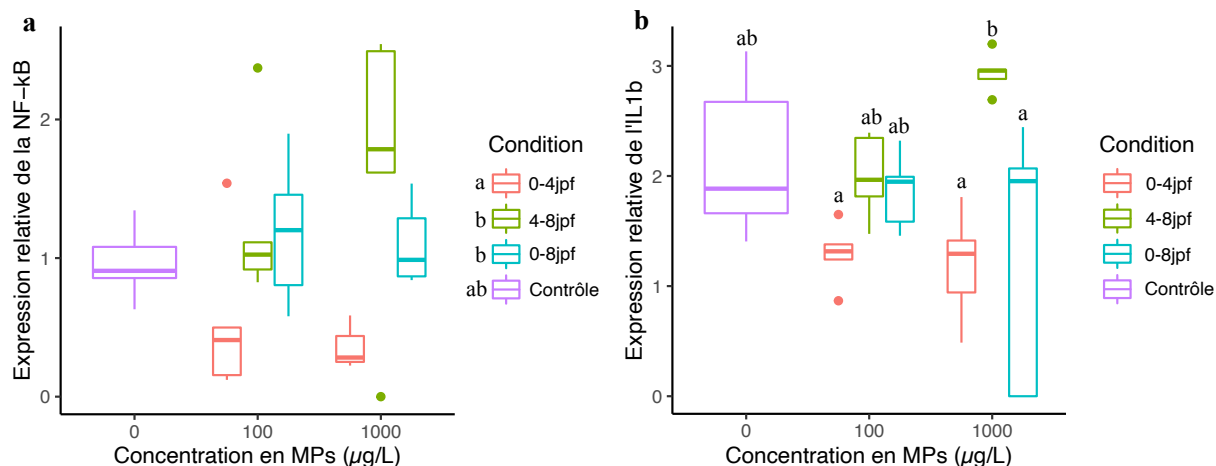 a
Expression relative de la NF−kB
2
1
0
0
100
1000
Concentration en MPs (µg/L)
Condition
a 0-4jpf
b 4-8jpf
b 0-8jpf
ab Contrôle
b
Expression relative de l'IL1b
3
2
1
0
ab
a
ab
ab
a
b
a
0
100
1000
Concentration en MPs (µg/L)
Condition
0-4jpf
4-8jpf
0-8jpf
Contrôle